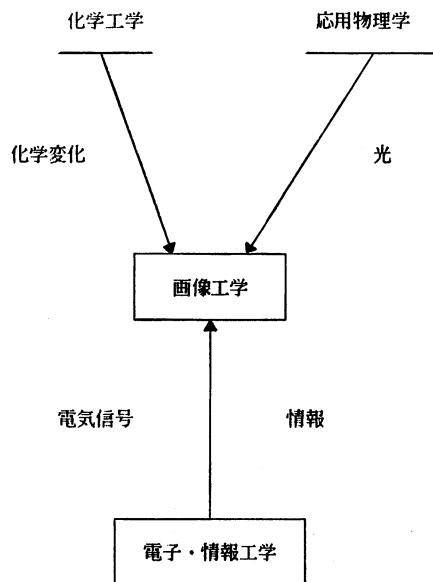 化学工学
応用物理学
化学変化
光
画像工学
電気信号
情報
電子・情報工学